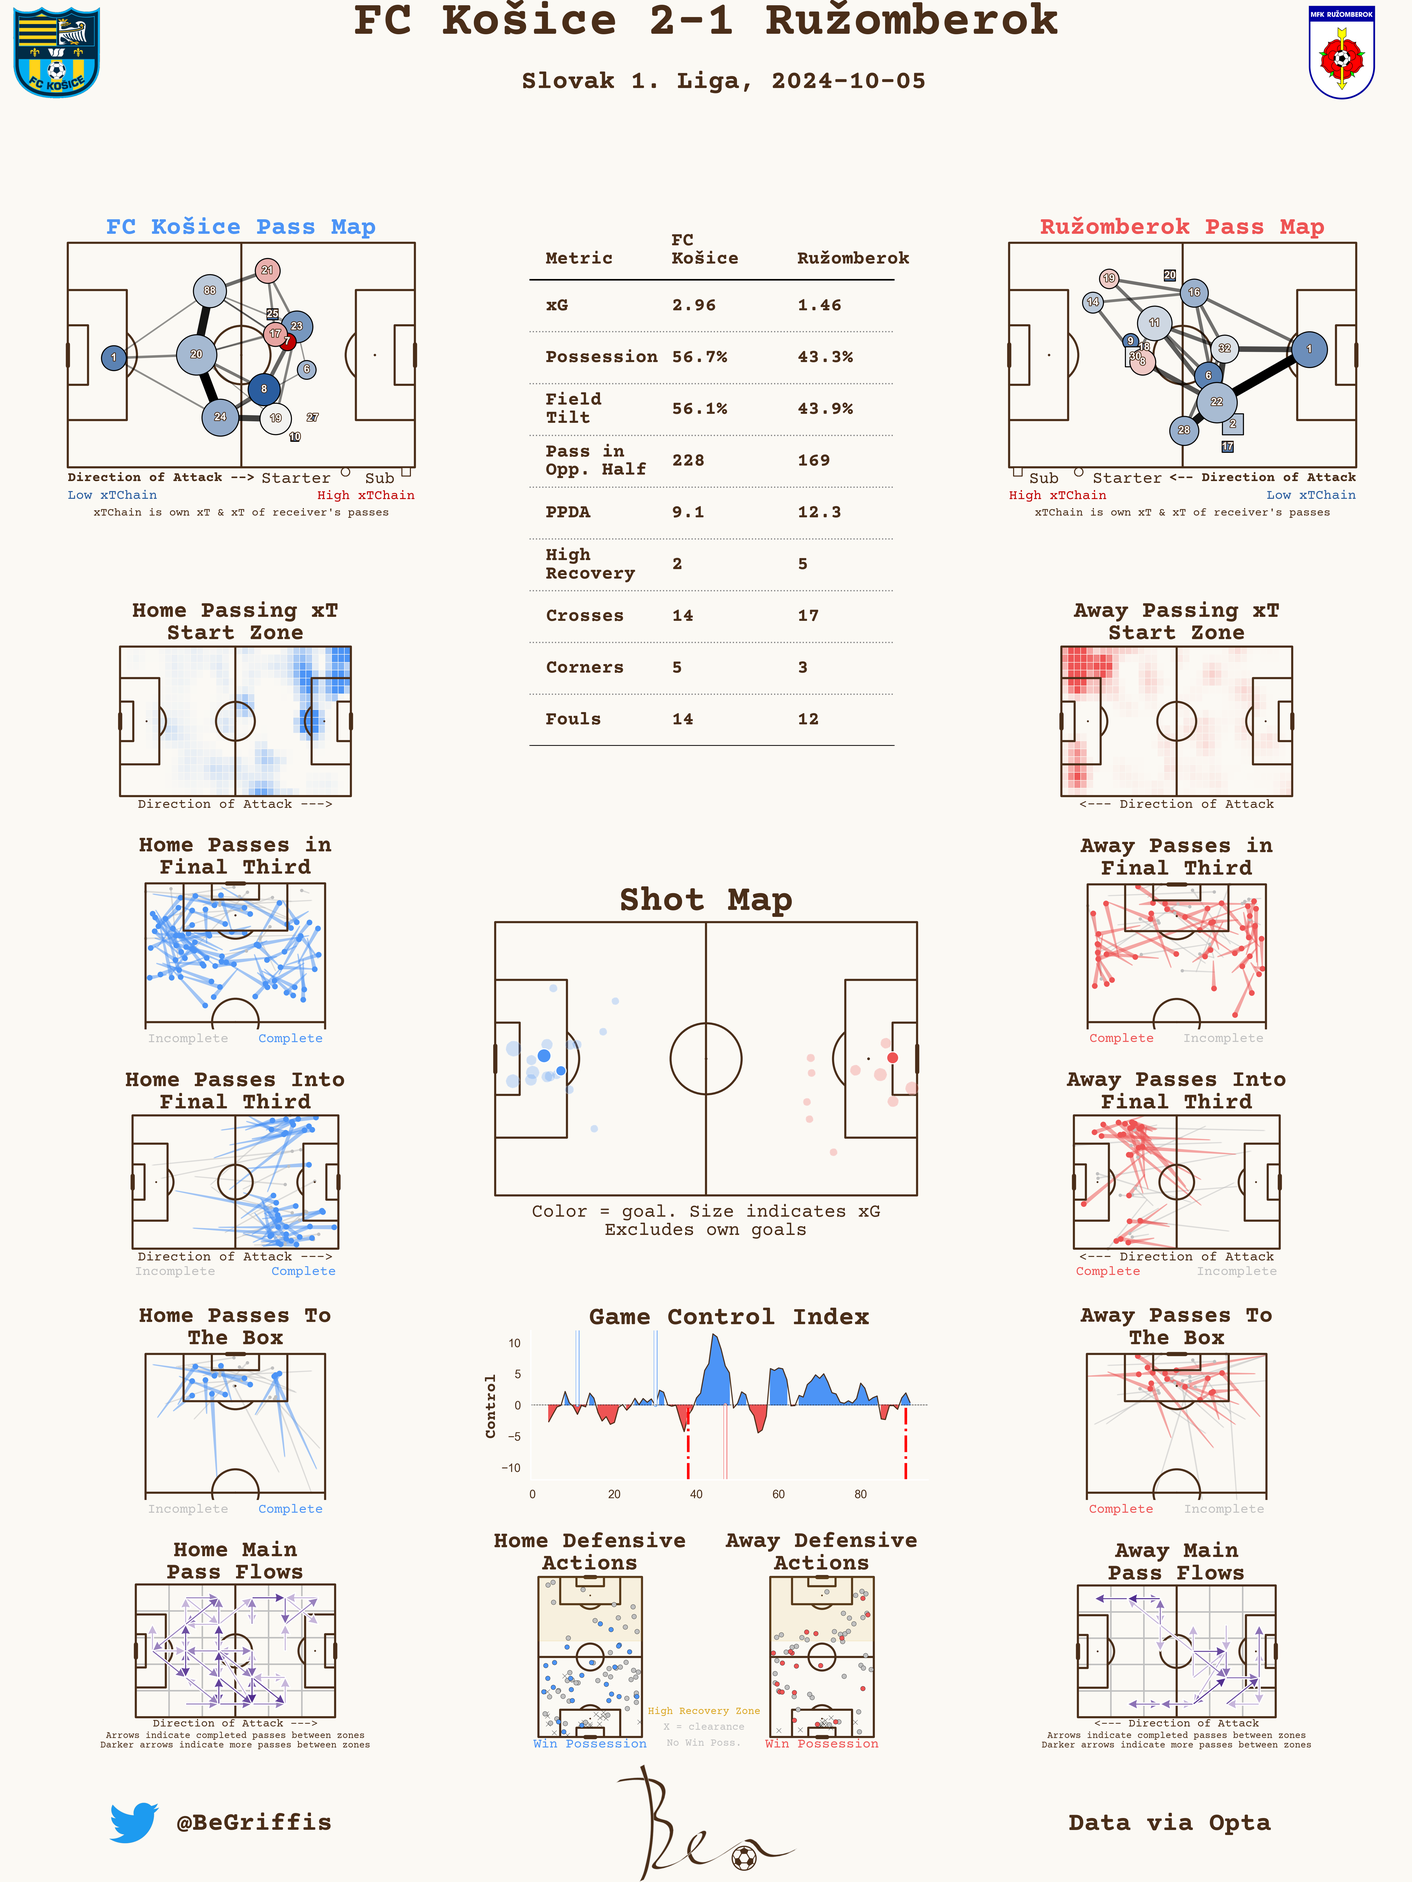 FC Košice 2-1 Ružomberok
Slovak 1. Liga, 2024-10-05
FC KOŠICE
MFK RUŽOMBEROK
FC Košice Pass Map
88
21
25
17
23
7
1
20
6
8
24
19
27
10
Direction of Attack --> Starter Sub
Low xTChain High xTChain
xTChain is own xT & xT of receiver's passes
Metric FC Košice Ružomberok
xG 2.96 1.46
Possession 56.7% 43.3%
Field Tilt 56.1% 43.9%
Pass in Opp. Half 228 169
PPDA 9.1 12.3
High Recovery 2 5
Crosses 14 17
Corners 5 3
Fouls 14 12
Ružomberok Pass Map
19
20
14
16
11
9
18
30
8
32
1
6
22
28
2
17
Sub Starter <-- Direction of Attack
High xTChain Low xTChain
xTChain is own xT & xT of receiver's passes
Home Passing xT
Start Zone
Direction of Attack --->
Away Passing xT
Start Zone
<--- Direction of Attack
Home Passes in
Final Third
Incomplete Complete
Away Passes in
Final Third
Complete Incomplete
Shot Map
Color = goal. Size indicates xG
Excludes own goals
Home Passes Into
Final Third
Direction of Attack --->
Incomplete Complete
Away Passes Into
Final Third
<--- Direction of Attack
Complete Incomplete
Home Passes To
The Box
Incomplete Complete
Game Control Index
Control
10
5
0
−5
−10
0 20 40 60 80
Away Passes To
The Box
Complete Incomplete
Home Main
Pass Flows
Direction of Attack --->
Arrows indicate completed passes between zones
Darker arrows indicate more passes between zones
Home Defensive
Actions
Win Possession
Away Defensive
Actions
Win Possession
High Recovery Zone
X = clearance
No Win Poss.
Away Main
Pass Flows
<--- Direction of Attack
Arrows indicate completed passes between zones
Darker arrows indicate more passes between zones
@BeGriffis
Ben
Data via Opta